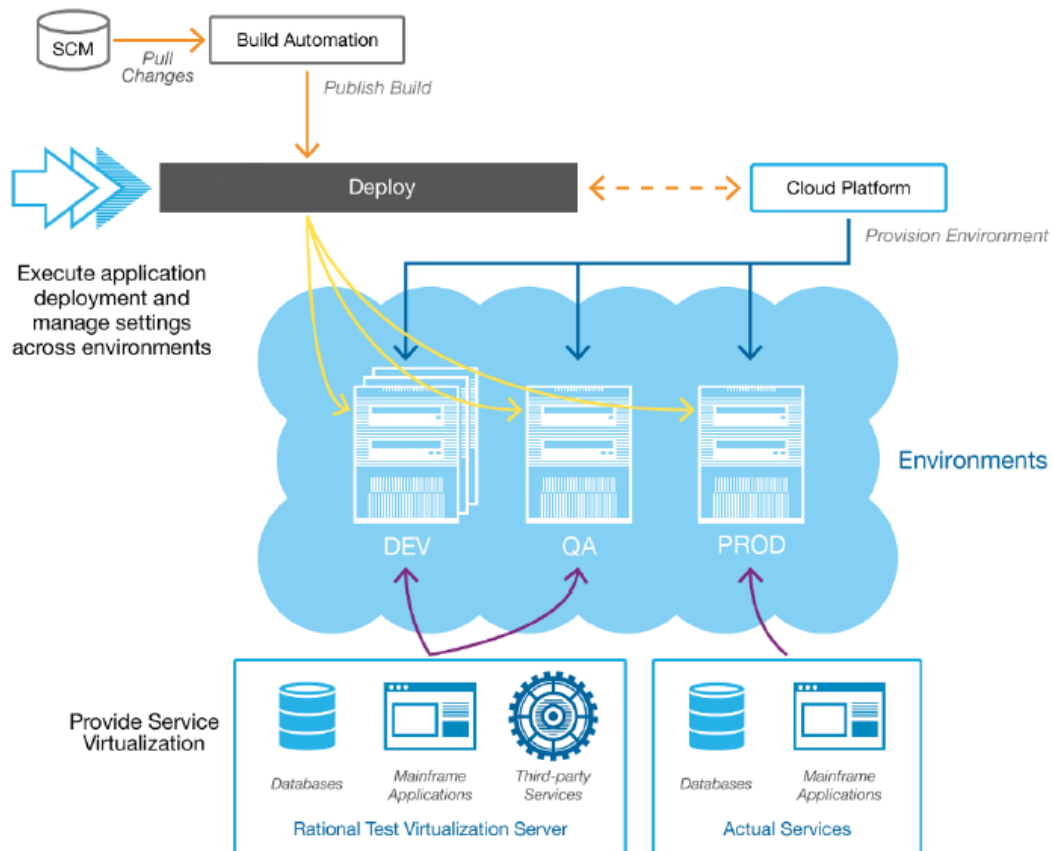 SCM
Pull
Changes
Build Automation
Publish Build
Deploy
Cloud Platform
Provision Environment
Execute application
deployment and
manage settings
across environments
Environments
DEV
QA
PROD
Provide Service
Virtualization
Databases
Mainframe
Applications
Third-party
Services
Rational Test Virtualization Server
Databases
Mainframe
Applications
Actual Services